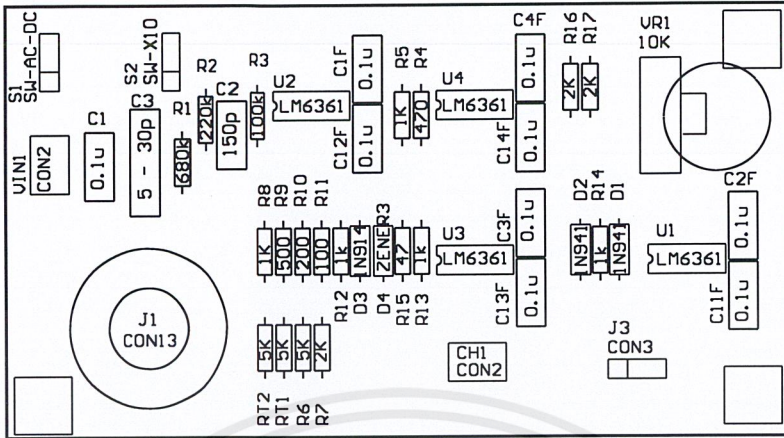 S1
SW-AC-DC
S2
SW-X10
VIN1
CON2
C1
0.1u
C3
5 - 30p
R1
680k
R2
220k
C2
150p
R3
100k
U2
LM6361
C1F
0.1u
C12F
0.1u
R5
1K
R4
470
U4
LM6361
C4F
0.1u
C14F
0.1u
R16
2K
R17
2K
VR1
10K
J1
CON13
R8
1K
R9
500
R10
200
R11
100
R12
1k
D3
1N914
D4
ZENER3
R15
47
R13
1k
U3
LM6361
C3F
0.1u
C13F
0.1u
D2
1N941
R14
1k
D1
1N941
U1
LM6361
C2F
0.1u
C11F
0.1u
RT2
5K
RT1
5K
R6
5K
R7
2K
CH1
CON2
J3
CON3